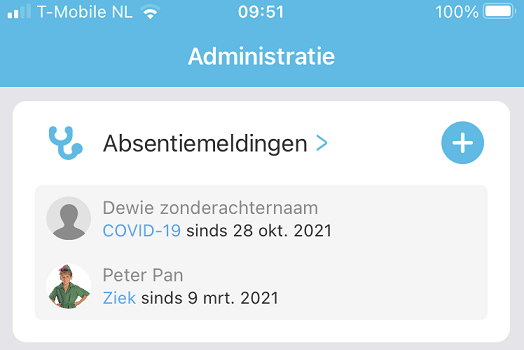 T-Mobile NL 09:51 100%
Administratie
Absentiemeldingen >
Dewie zonderachternaam
COVID-19 sinds 28 okt. 2021
Peter Pan
Ziek sinds 9 mrt. 2021